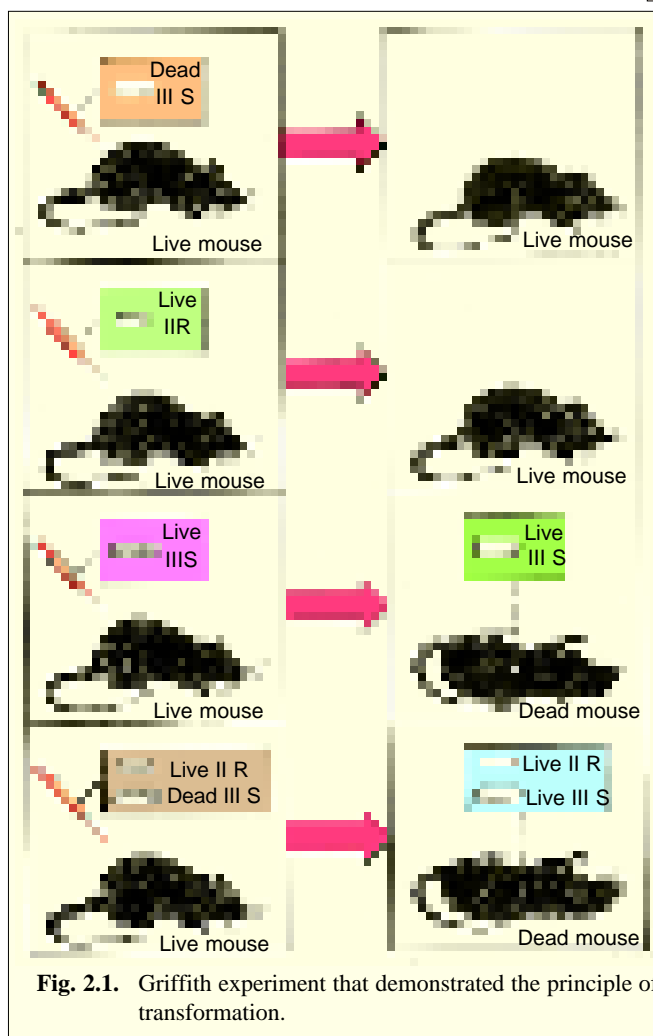 Dead
III S
Live mouse
Live mouse
Live
IIR
Live mouse
Live mouse
Live
IIIS
Live mouse
Live
III S
Dead mouse
Live II R
Dead III S
Live mouse
Live II R
Live III S
Dead mouse
Fig. 2.1. Griffith experiment that demonstrated the principle of
transformation.